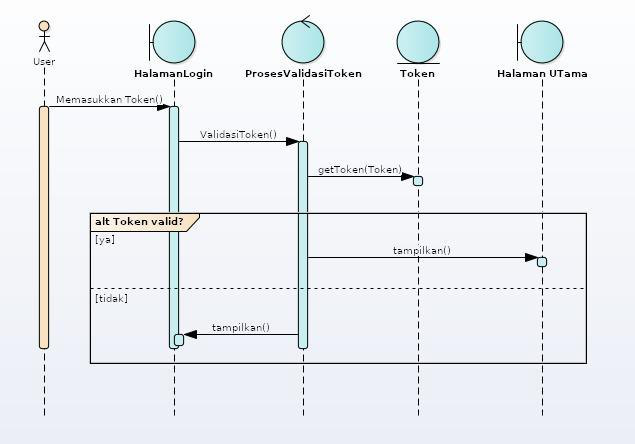 User
HalamanLogin
ProsesValidasiToken
Token
Halaman UTama
Memasukkan Token()
ValidasiToken()
getToken(Token)
alt Token valid?
[ya]
tampilkan()
[tidak]
tampilkan()